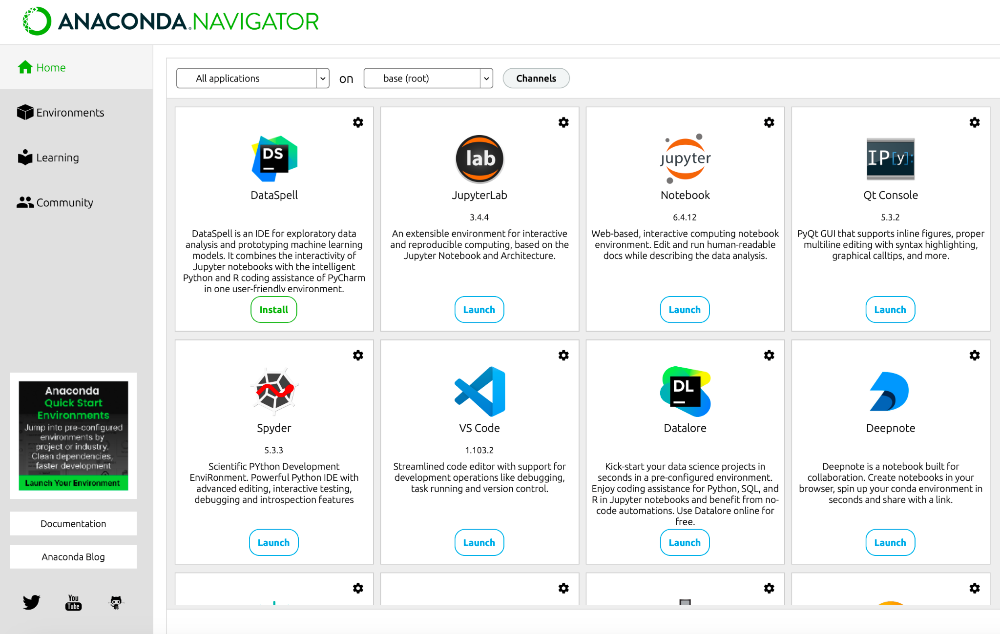 ANACONDA.NAVIGATOR
Home
Environments
Learning
Community
Anaconda
Quick Start
Environments
Jump into pre-configured
environments by
project or industry.
Clean dependencies,
faster development
Launch Your Environment
Documentation
Anaconda Blog
You
Tube
All applications
on
base (root)
Channels
DS
DataSpell
DataSpell is an IDE for exploratory data
analysis and prototyping machine learning
models. It combines the interactivity of
Jupyter notebooks with the intelligent
Python and R coding assistance of PyCharm
in one user-friendly environment.
Install
lab
JupyterLab
3.4.4
An extensible environment for interactive
and reproducible computing, based on the
Jupyter Notebook and Architecture.
Launch
jupyter
Notebook
6.4.12
Web-based, interactive computing notebook
environment. Edit and run human-readable
docs while describing the data analysis.
Launch
IP[y]:
Qt Console
5.3.2
PyQt GUI that supports inline figures, proper
multiline editing with syntax highlighting,
graphical calltips, and more.
Launch
Spyder
5.3.3
Scientific PYthon Development
EnviRonment. Powerful Python IDE with
advanced editing, interactive testing,
debugging and introspection features
Launch
VS Code
1.103.2
Streamlined code editor with support for
development operations like debugging,
task running and version control.
Launch
DL
Datalore
Kick-start your data science projects in
seconds in a pre-configured environment.
Enjoy coding assistance for Python, SQL, and
R in Jupyter notebooks and benefit from no-
code automations. Use Datalore online for
free.
Launch
Deepnote
Deepnote is a notebook built for
collaboration. Create notebooks in your
browser, spin up your conda environment in
seconds and share with a link.
Launch